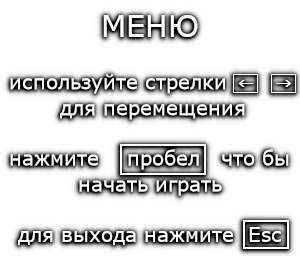 МЕНЮ
используйте стрелки ← →
для перемещения
нажмите пробел что бы
начать играть
для выхода нажмите Esc